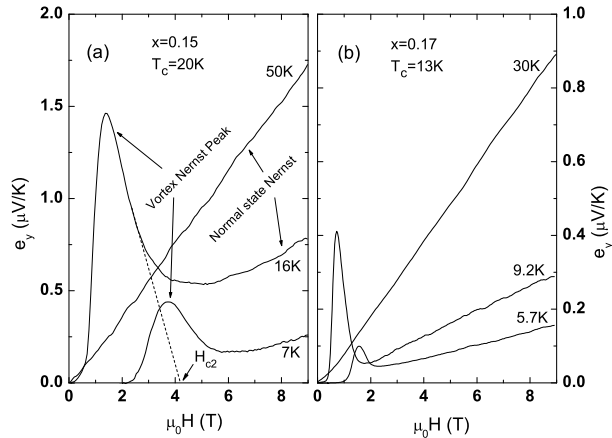 (a)
x=0.15
T_c=20K
50K
Vortex Nernst Peak
Normal state Nernst
16K
7K
H_c2
e_y (μV/K)
2.0
1.5
1.0
0.5
0.0
0 2 4 6 8
μ₀H (T)
(b)
x=0.17
T_c=13K
30K
9.2K
5.7K
1.0
0.8
0.6
0.4
0.2
0.0
e_y (μV/K)
0 2 4 6 8
μ₀H (T)